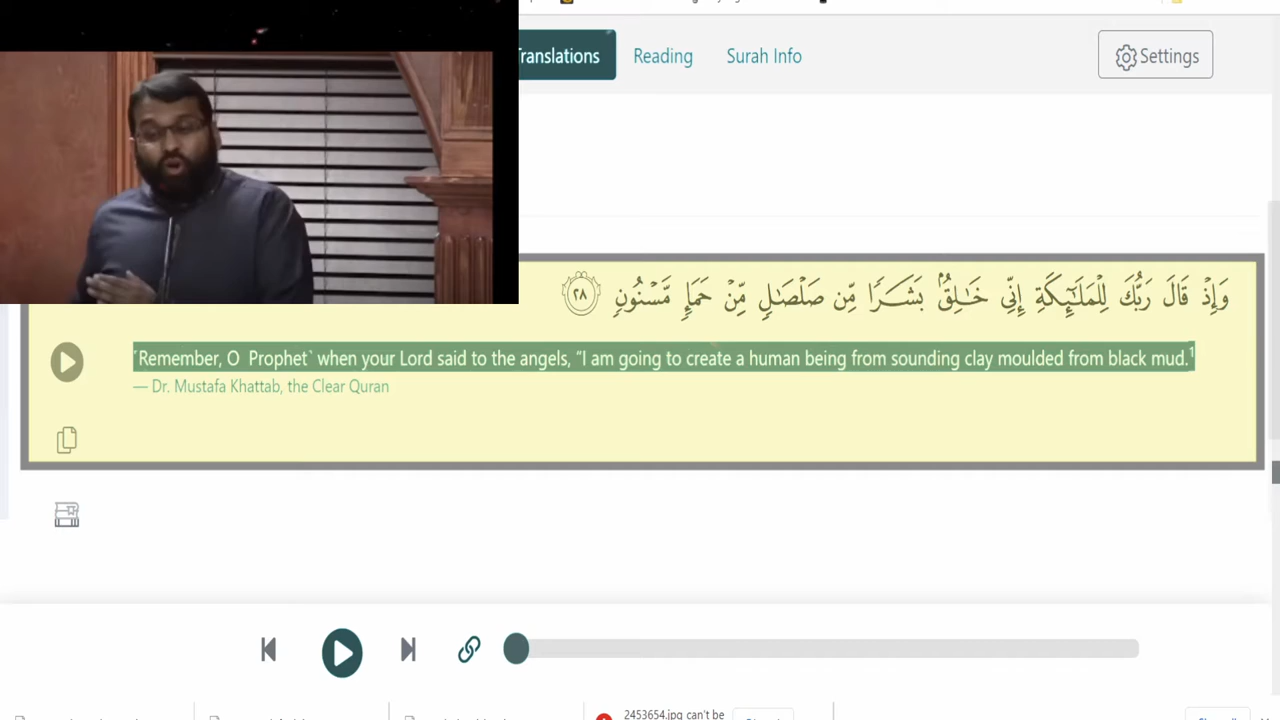 Translations
Reading
Surah Info
Settings
وَإِذْ قَالَ رَبُّكَ لِلْمَلَـٰٓئِكَةِ إِنِّى خَـٰلِقٌۢ بَشَرًا مِّن صَلْصَـٰلٍ مِّنْ حَمَإٍ مَّسْنُونٍ ٢٨
˹Remember, O Prophet˺ when your Lord said to the angels, “I am going to create a human being from sounding clay moulded from black mud.1
— Dr. Mustafa Khattab, the Clear Quran
2453654.jpg can't be